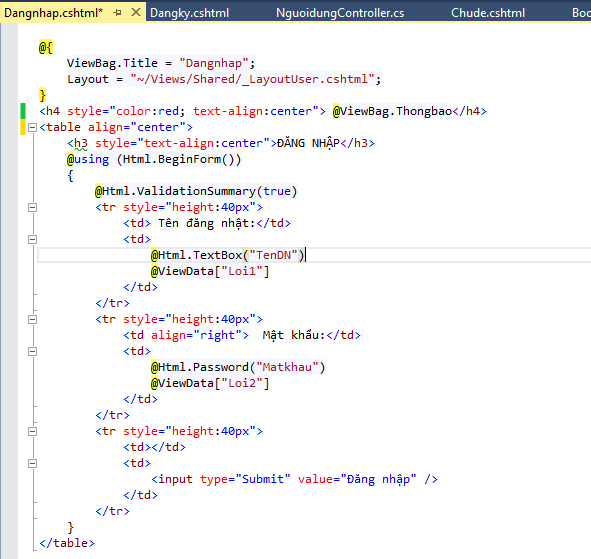 Dangnhap.cshtml* Dangky.cshtml NguoidungController.cs Chude.cshtml Boo
@{
ViewBag.Title = "Dangnhap";
Layout = "~/Views/Shared/_LayoutUser.cshtml";
}
<h4 style="color:red; text-align:center"> @ViewBag.Thongbao</h4>
<table align="center">
<h3 style="text-align:center">ĐĂNG NHẬP</h3>
@using (Html.BeginForm())
{
@Html.ValidationSummary(true)
<tr style="height:40px">
<td> Tên đăng nhật:</td>
<td>
@Html.TextBox("TenDN")
@ViewData["Loi1"]
</td>
</tr>
<tr style="height:40px">
<td align="right">  Mật khẩu:</td>
<td>
@Html.Password("Matkhau")
@ViewData["Loi2"]
</td>
</tr>
<tr style="height:40px">
<td></td>
<td>
<input type="Submit" value="Đăng nhập" />
</td>
</tr>
}
</table>